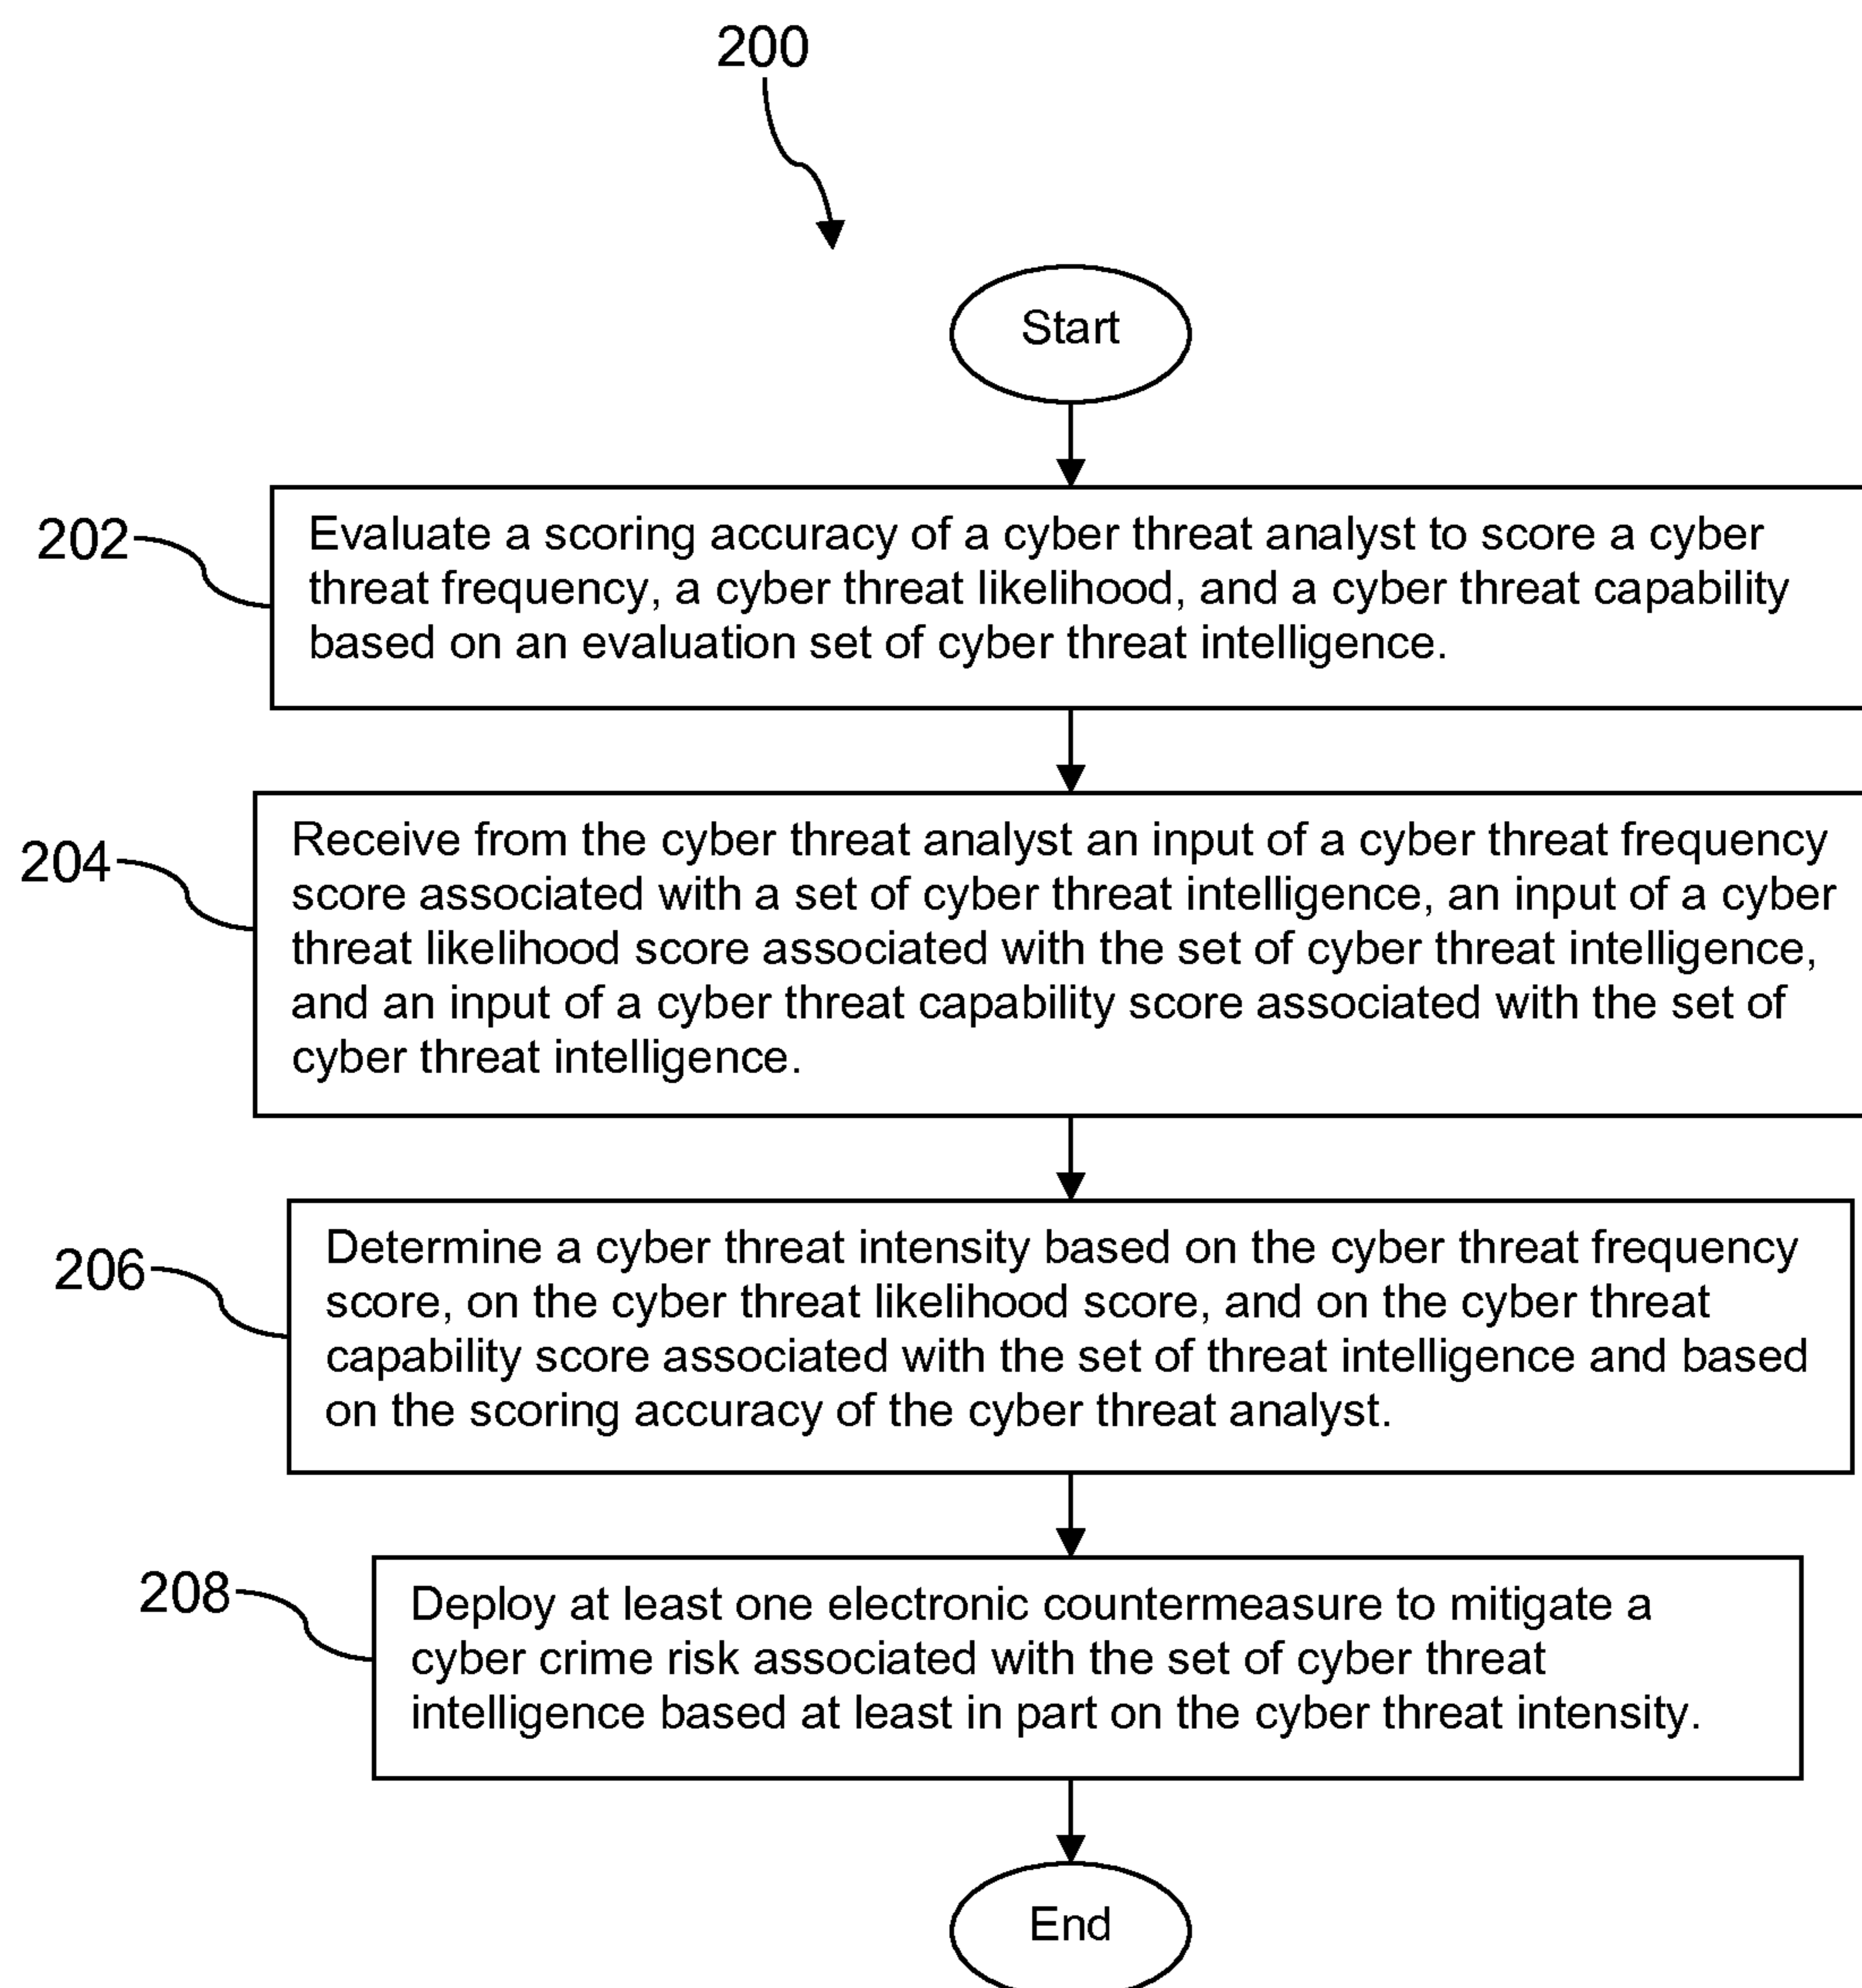 200
Start
202
Evaluate a scoring accuracy of a cyber threat analyst to score a cyber
threat frequency, a cyber threat likelihood, and a cyber threat capability
based on an evaluation set of cyber threat intelligence.
204
Receive from the cyber threat analyst an input of a cyber threat frequency
score associated with a set of cyber threat intelligence, an input of a cyber
threat likelihood score associated with the set of cyber threat intelligence,
and an input of a cyber threat capability score associated with the set of
cyber threat intelligence.
206
Determine a cyber threat intensity based on the cyber threat frequency
score, on the cyber threat likelihood score, and on the cyber threat
capability score associated with the set of threat intelligence and based
on the scoring accuracy of the cyber threat analyst.
208
Deploy at least one electronic countermeasure to mitigate a
cyber crime risk associated with the set of cyber threat
intelligence based at least in part on the cyber threat intensity.
End